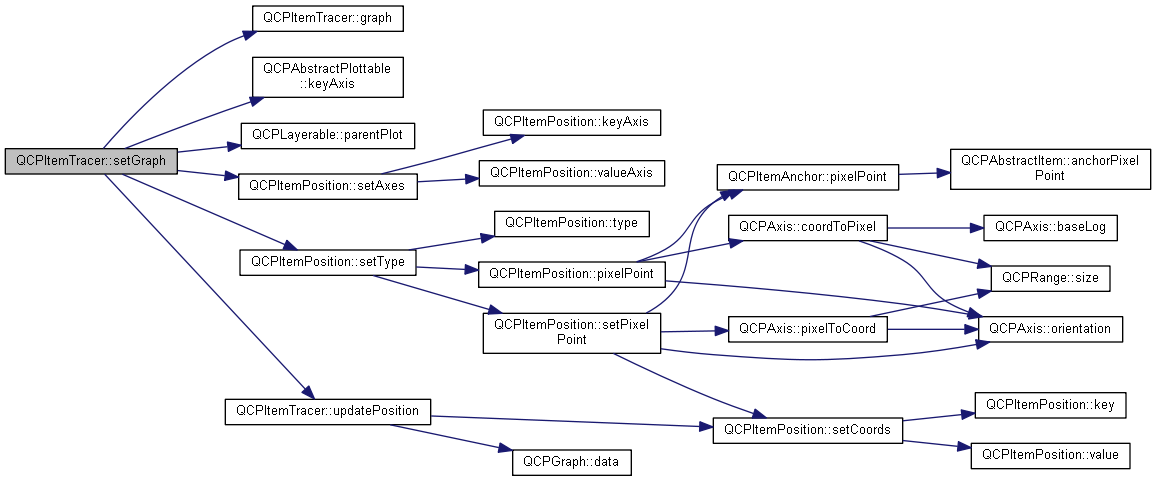 QCPItemTracer::setGraph
QCPItemTracer::graph
QCPAbstractPlottable
::keyAxis
QCPLayerable::parentPlot
QCPItemPosition::setAxes
QCPItemPosition::keyAxis
QCPItemPosition::valueAxis
QCPItemPosition::setType
QCPItemPosition::type
QCPItemPosition::pixelPoint
QCPItemPosition::setPixel
Point
QCPItemAnchor::pixelPoint
QCPAbstractItem::anchorPixel
Point
QCPAxis::coordToPixel
QCPAxis::baseLog
QCPRange::size
QCPAxis::pixelToCoord
QCPAxis::orientation
QCPItemTracer::updatePosition
QCPGraph::data
QCPItemPosition::setCoords
QCPItemPosition::key
QCPItemPosition::value